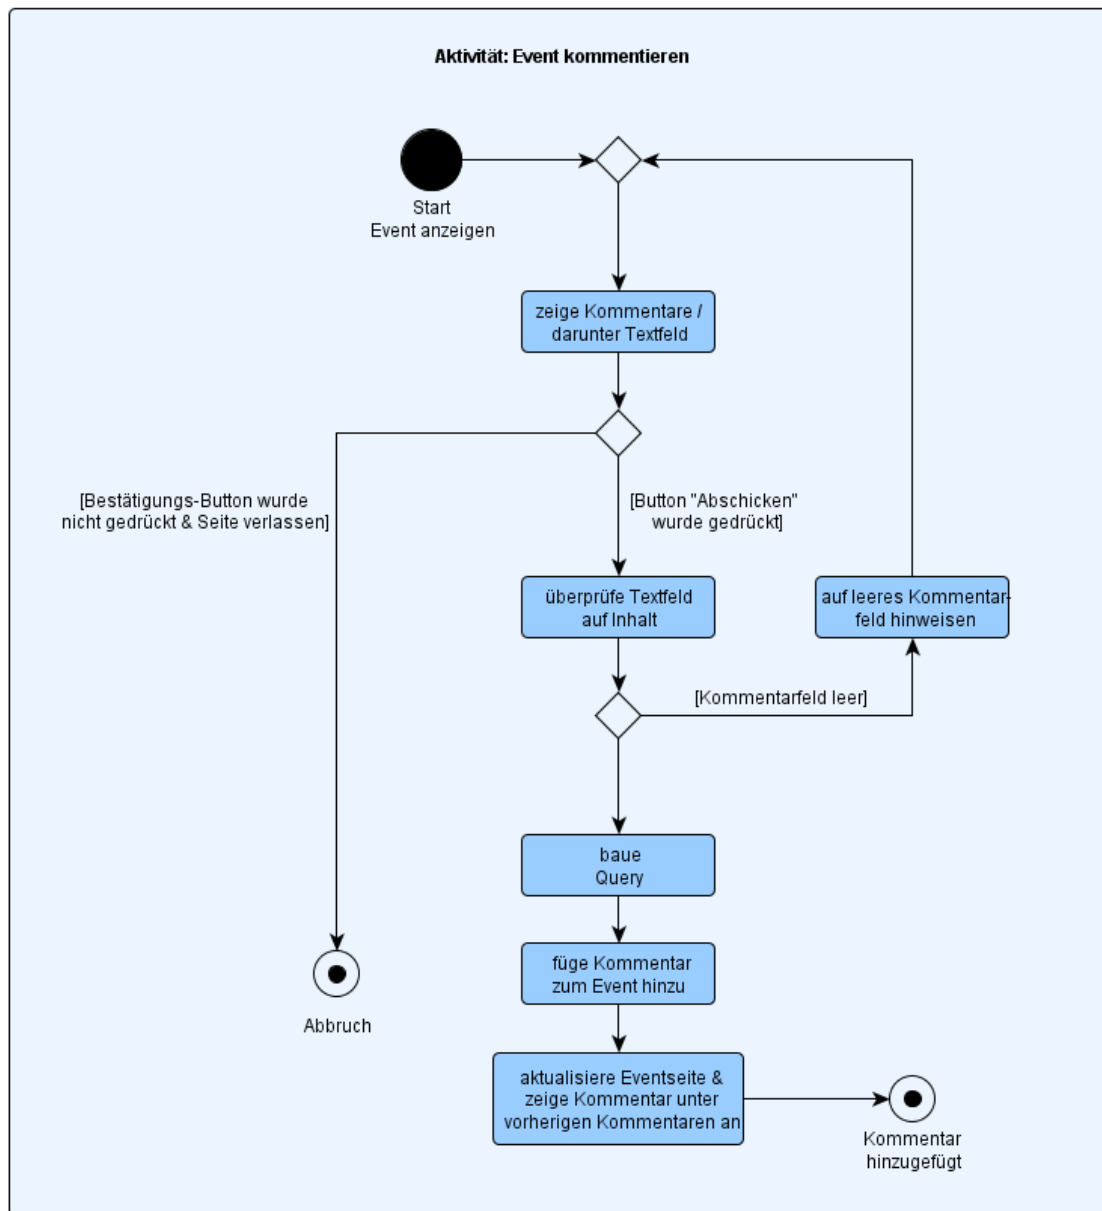 Aktivität: Event kommentieren
Start
Event anzeigen
zeige Kommentare /
darunter Textfeld
[Bestätigungs-Button wurde
nicht gedrückt & Seite verlassen]
[Button "Abschicken"
wurde gedrückt]
überprüfe Textfeld
auf Inhalt
auf leeres Kommentar-
feld hinweisen
[Kommentarfeld leer]
baue
Query
füge Kommentar
zum Event hinzu
Abbruch
aktualisiere Eventseite &
zeige Kommentar unter
vorherigen Kommentaren an
Kommentar
hinzugefügt